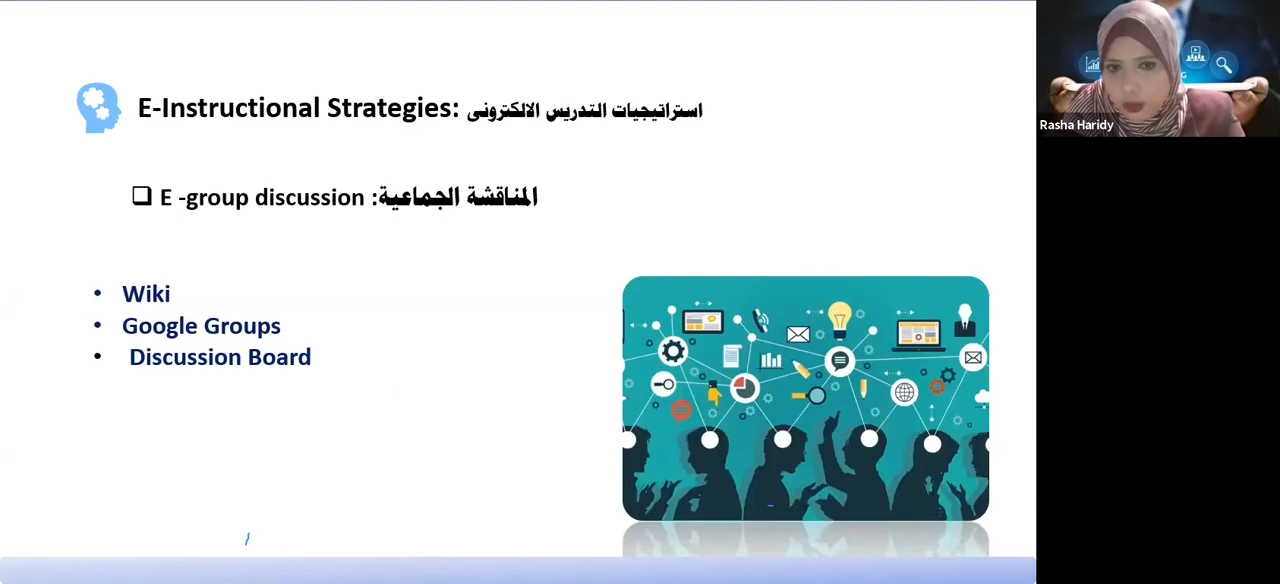 E-Instructional Strategies: استراتيجيات التدريس الالكترونى
❑ E -group discussion :المناقشة الجماعية
• Wiki
• Google Groups
• Discussion Board
Rasha Haridy